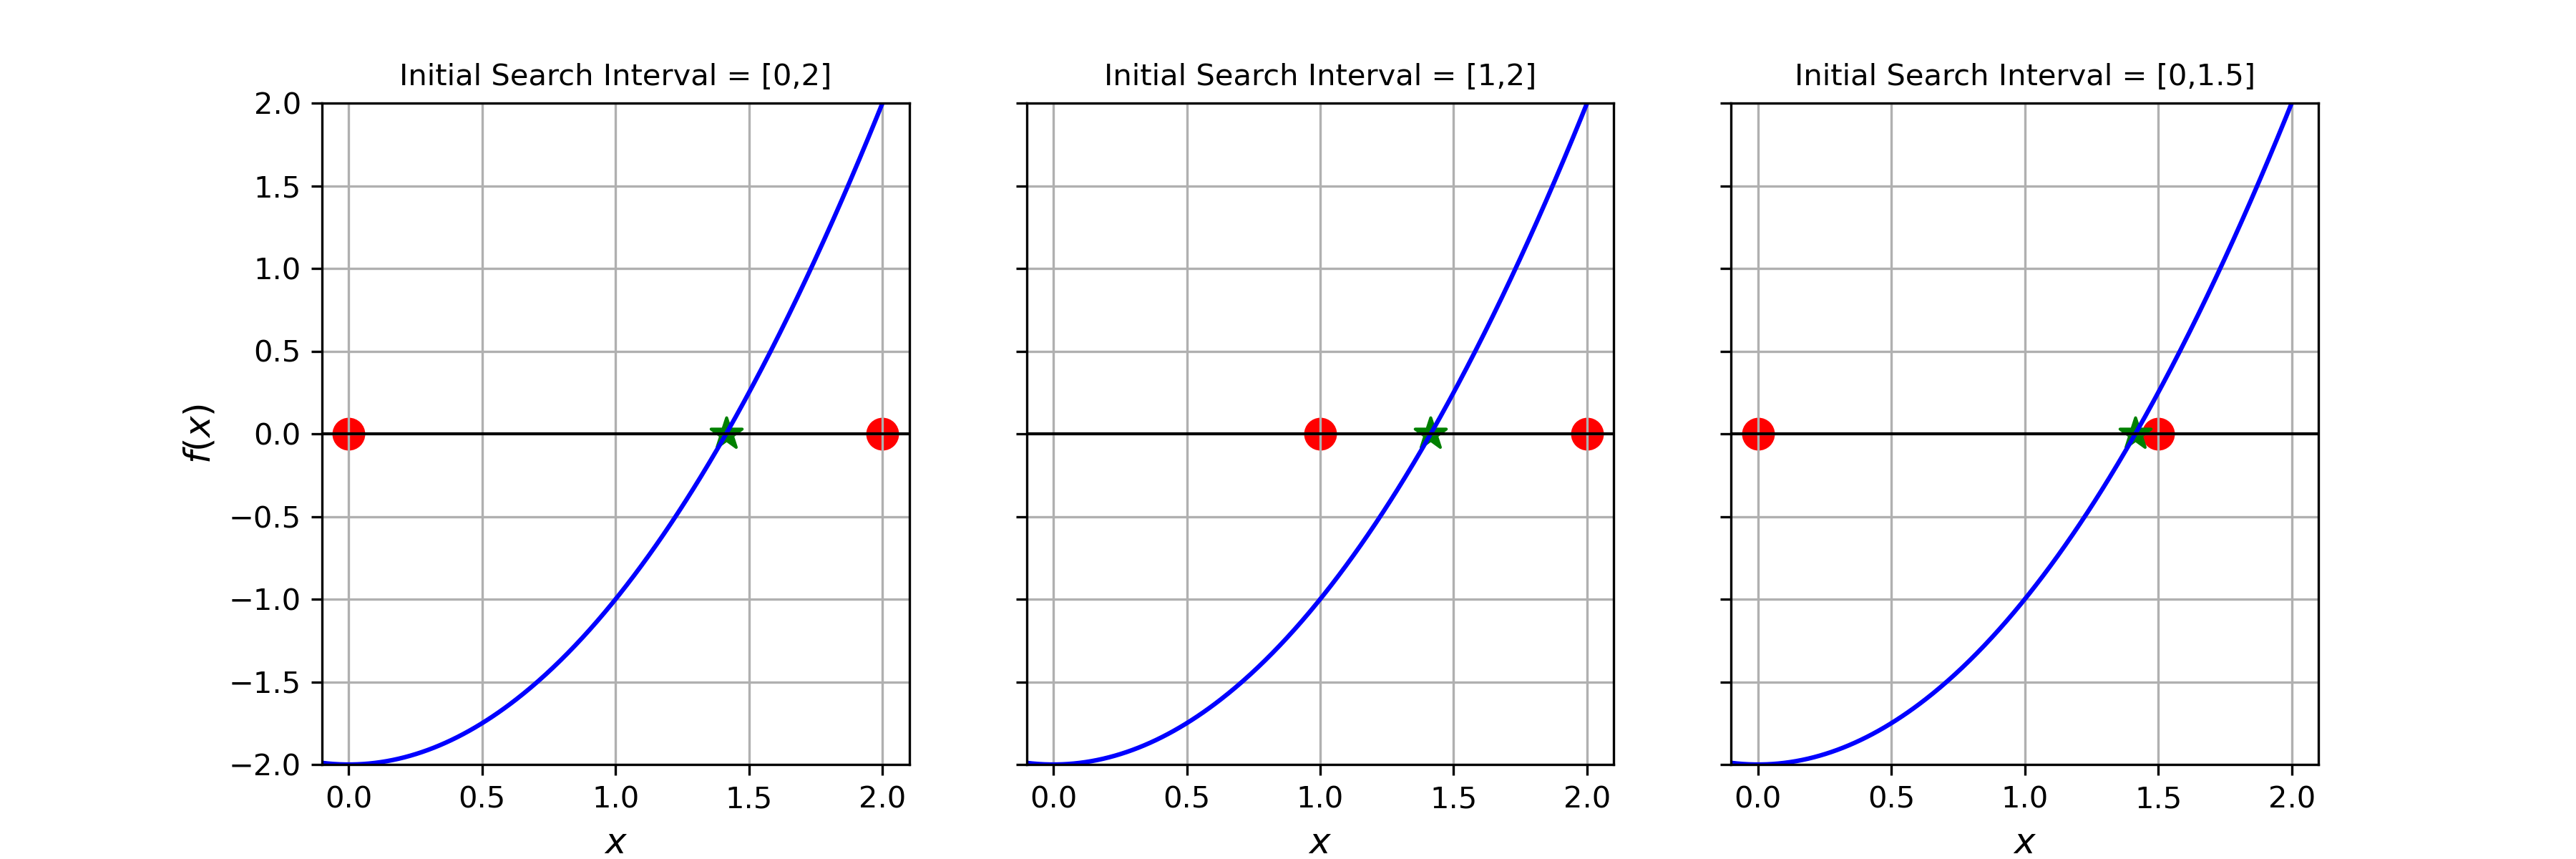 Initial Search Interval = [0,2]
Initial Search Interval = [1,2]
Initial Search Interval = [0,1.5]
2.0
1.5
1.0
0.5
0.0
−0.5
−1.0
−1.5
−2.0
f(x)
0.0 0.5 1.0 1.5 2.0
0.0 0.5 1.0 1.5 2.0
0.0 0.5 1.0 1.5 2.0
x
x
x